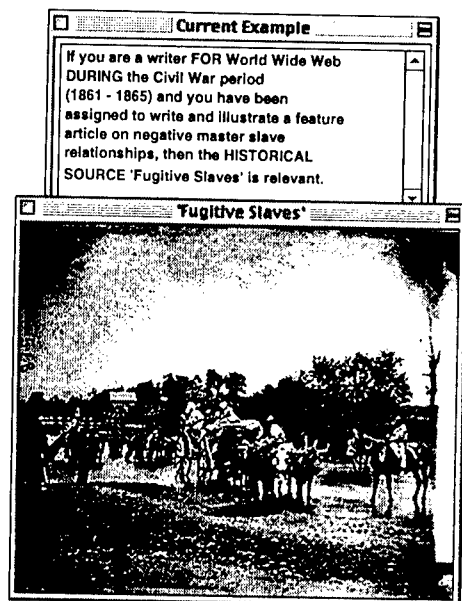 Current Example
If you are a writer FOR World Wide Web
DURING the Civil War period
(1861 - 1865) and you have been
assigned to write and illustrate a feature
article on negative master slave
relationships, then the HISTORICAL
SOURCE 'Fugitive Slaves' is relevant.
'Fugitive Slaves'